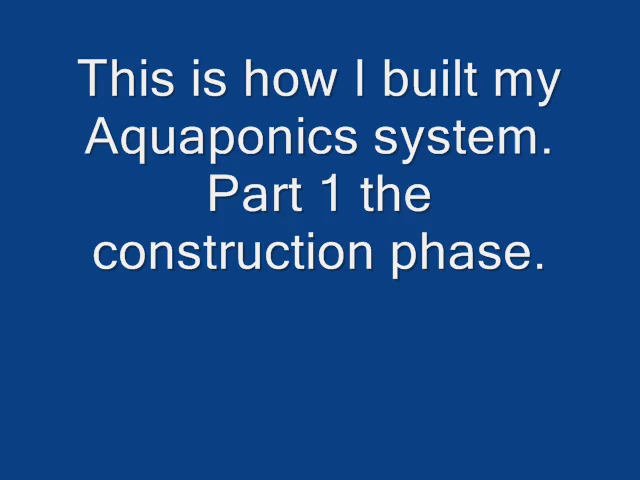 This is how I built my
Aquaponics system.
Part 1 the
construction phase.